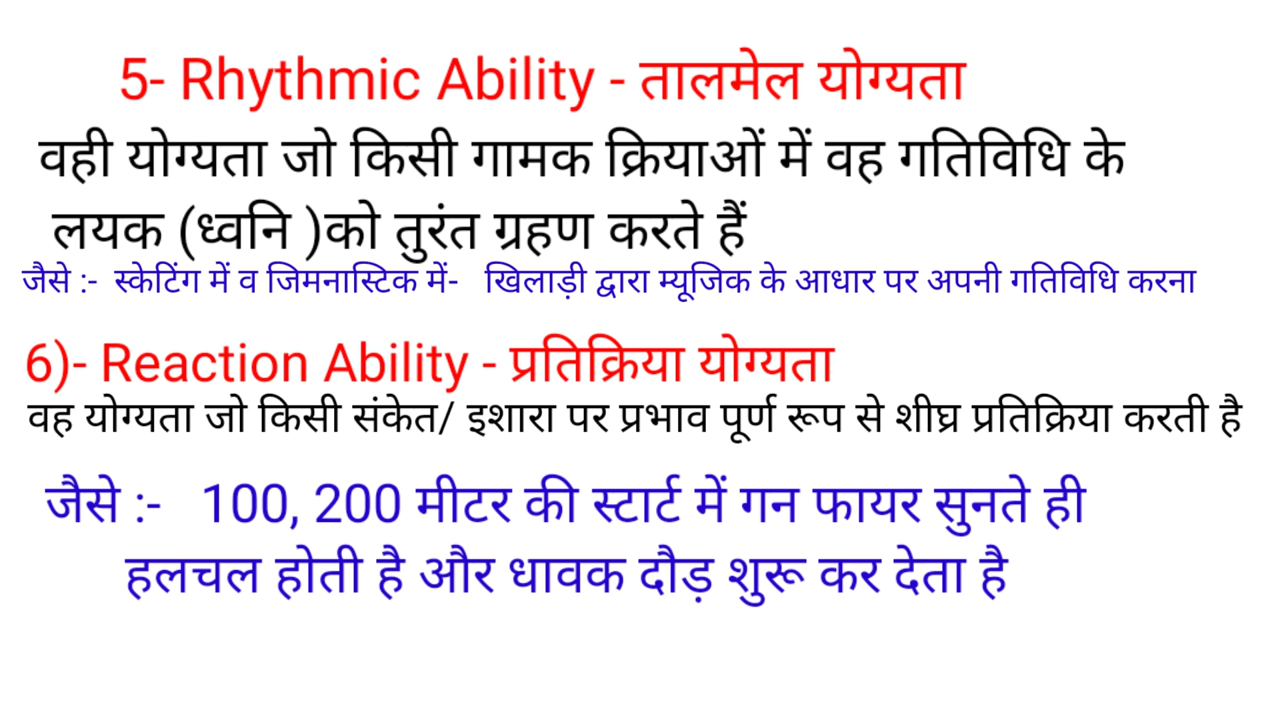 5- Rhythmic Ability - तालमेल योग्यता
वही योग्यता जो किसी गामक क्रियाओं में वह गतिविधि के
लयक (ध्वनि )को तुरंत ग्रहण करते हैं
जैसे :- स्केटिंग में व जिमनास्टिक में- खिलाड़ी द्वारा म्यूजिक के आधार पर अपनी गतिविधि करना
6)- Reaction Ability - प्रतिक्रिया योग्यता
वह योग्यता जो किसी संकेत/ इशारा पर प्रभाव पूर्ण रूप से शीघ्र प्रतिक्रिया करती है
जैसे :- 100, 200 मीटर की स्टार्ट में गन फायर सुनते ही
हलचल होती है और धावक दौड़ शुरू कर देता है